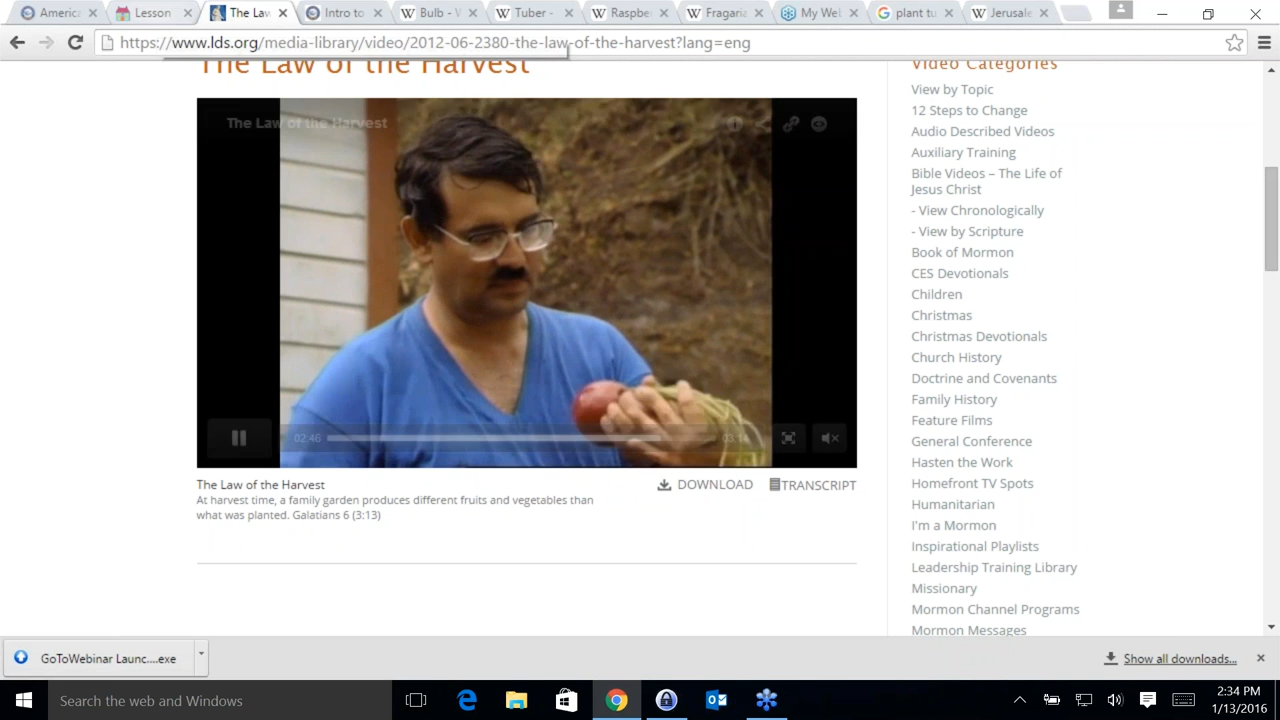 America
Lesson
The Law
Intro to
Bulb - W
Tuber -
Raspber
Fragaria
My Web
plant tu
Jerusale
https://www.lds.org/media-library/video/2012-06-2380-the-law-of-the-harvest?lang=eng
The Law of the Harvest
The Law of the Harvest
02:46
03:14
The Law of the Harvest
DOWNLOAD
TRANSCRIPT
At harvest time, a family garden produces different fruits and vegetables than
what was planted. Galatians 6 (3:13)
Video Categories
View by Topic
12 Steps to Change
Audio Described Videos
Auxiliary Training
Bible Videos – The Life of
Jesus Christ
- View Chronologically
- View by Scripture
Book of Mormon
CES Devotionals
Children
Christmas
Christmas Devotionals
Church History
Doctrine and Covenants
Family History
Feature Films
General Conference
Hasten the Work
Homefront TV Spots
Humanitarian
I'm a Mormon
Inspirational Playlists
Leadership Training Library
Missionary
Mormon Channel Programs
Mormon Messages
GoToWebinar Launc....exe
Show all downloads...
Search the web and Windows
2:34 PM
1/13/2016